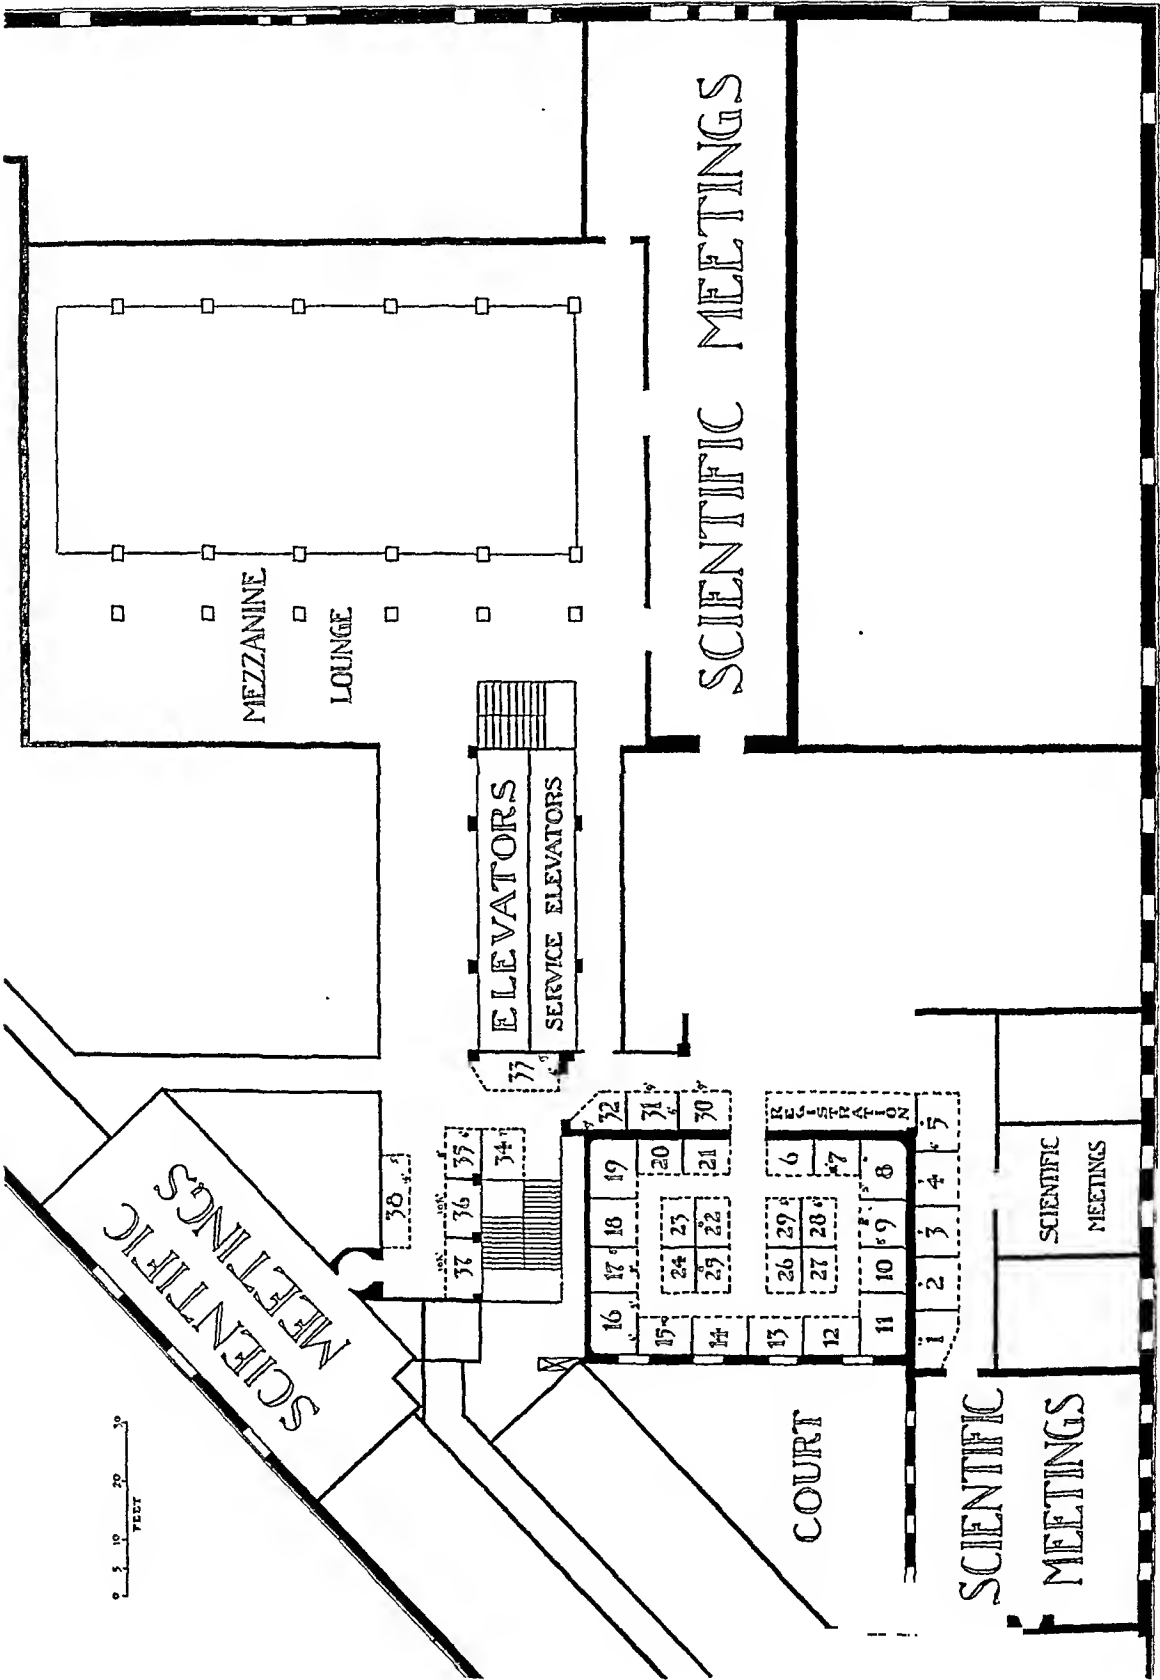 SCIENTIFIC MEETINGS
MEZZANINE
LOUNGE
ELEVATORS
SERVICE ELEVATORS
33
32
31
30
REGISTRATION
38
35
36
37
34
19
18
17
16
20
21
15
14
13
12
11
10
9
8
7
6
23
22
24
25
29
28
26
27
5
4
3
2
1
SCIENTIFIC
MEETINGS
SCIENTIFIC
MEETINGS
SCIENTIFIC
MEETINGS
COURT
0 5 10 20 30
FEET